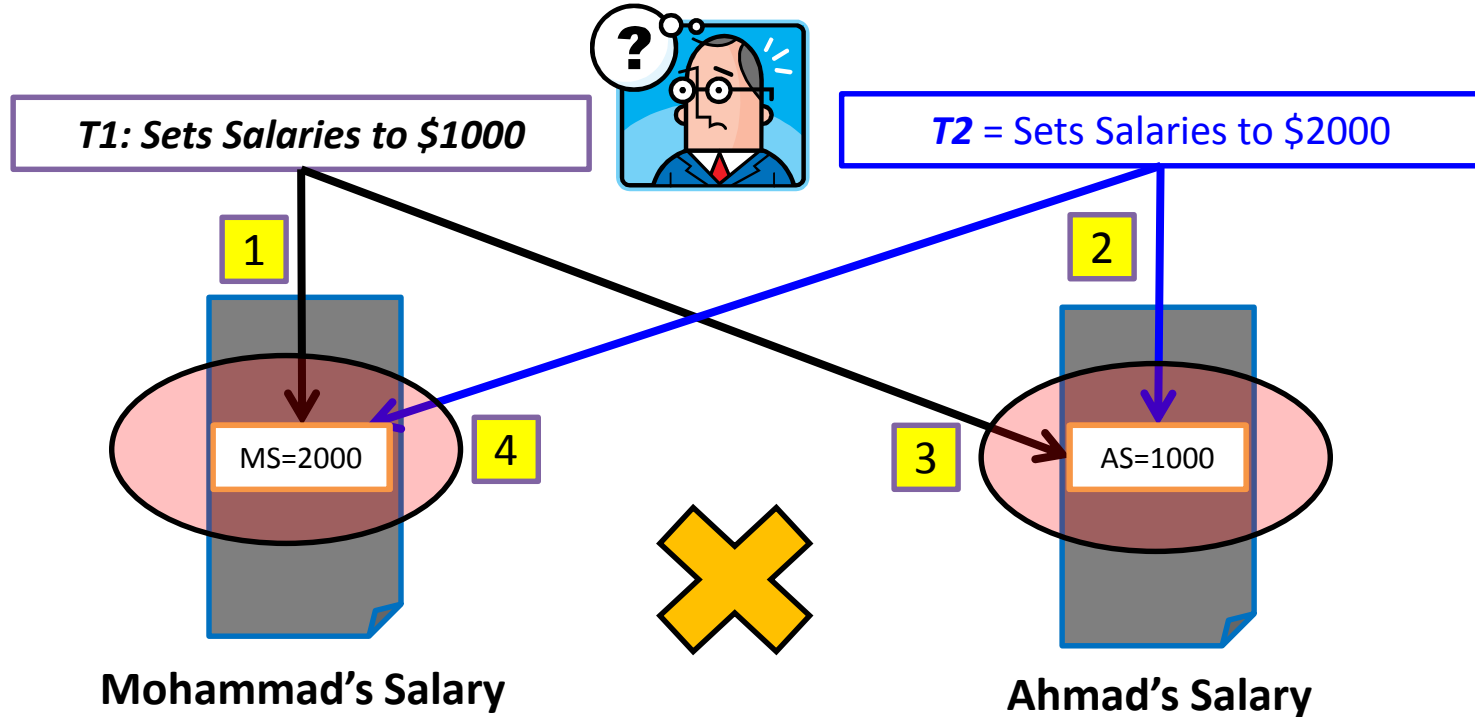 ?
T1: Sets Salaries to $1000
T2 = Sets Salaries to $2000
1
2
MS=2000
4
3
AS=1000
Mohammad’s Salary
Ahmad’s Salary